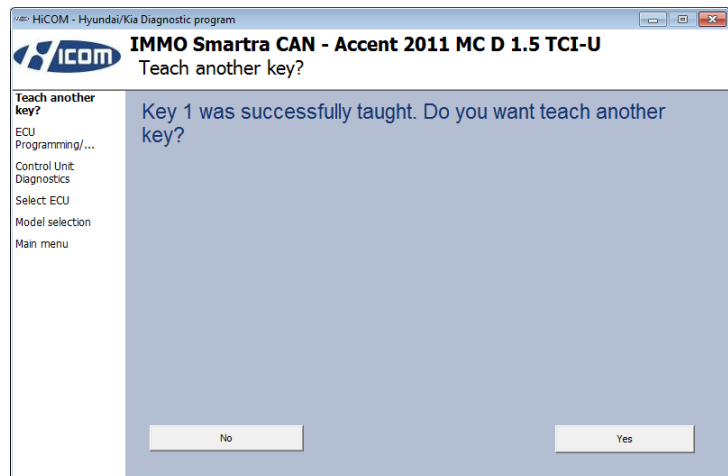 HiCOM - Hyundai/Kia Diagnostic program
HICOM
IMMO Smartra CAN - Accent 2011 MC D 1.5 TCI-U
Teach another key?
Teach another
key?
ECU
Programming/...
Control Unit
Diagnostics
Select ECU
Model selection
Main menu
Key 1 was successfully taught. Do you want teach another
key?
No
Yes